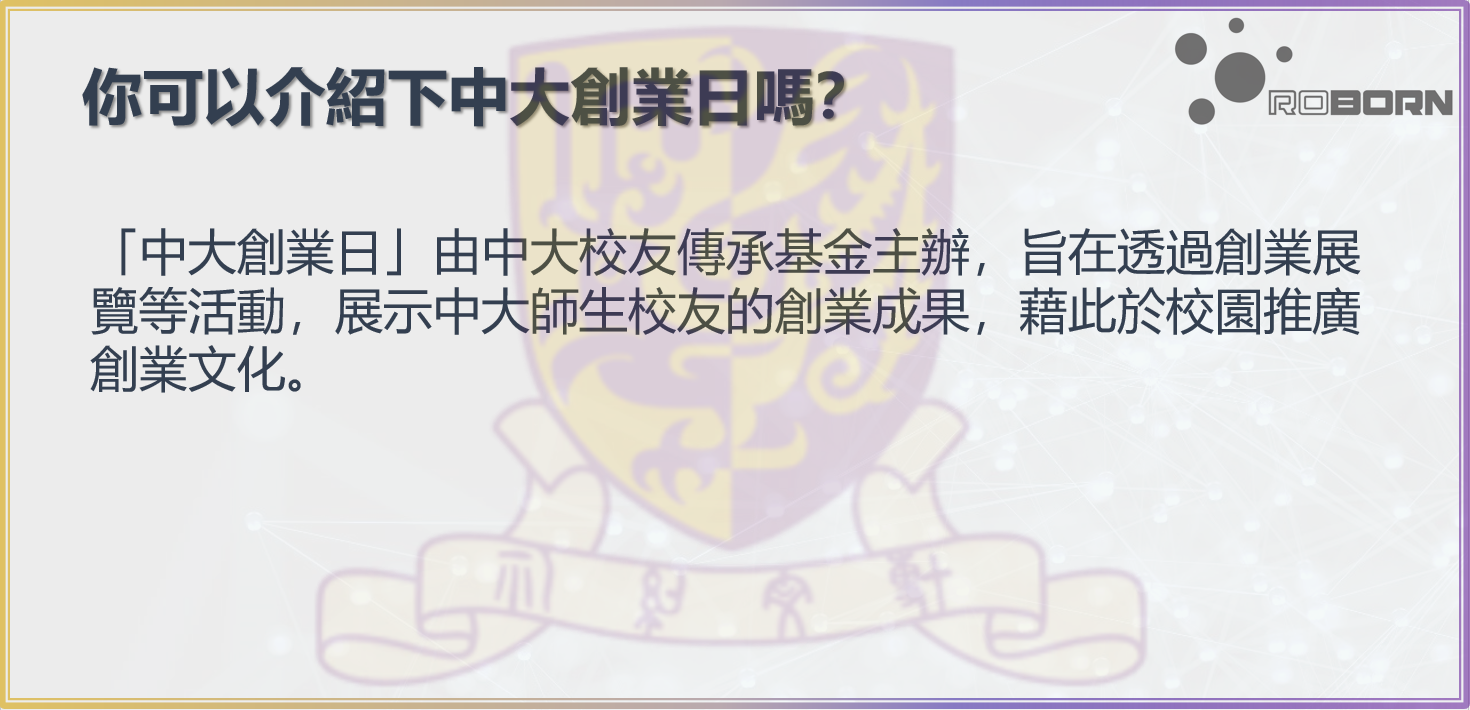 你可以介紹下中大創業日嗎?
ROBORN
「中大創業日」由中大校友傳承基金主辦，旨在透過創業展
覽等活動，展示中大師生校友的創業成果，藉此於校園推廣
創業文化。